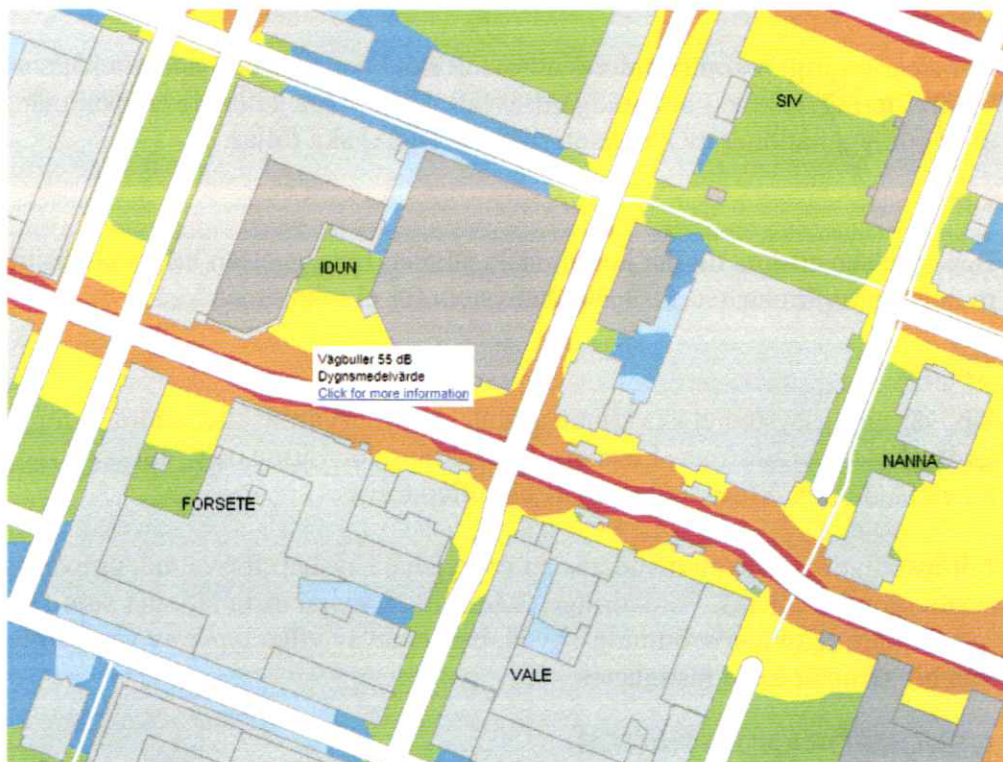 SIV
IDUN
Vägbuller 55 dB
Dygnsmedelvärde
Click for more information
NANNA
FORSETE
VALE